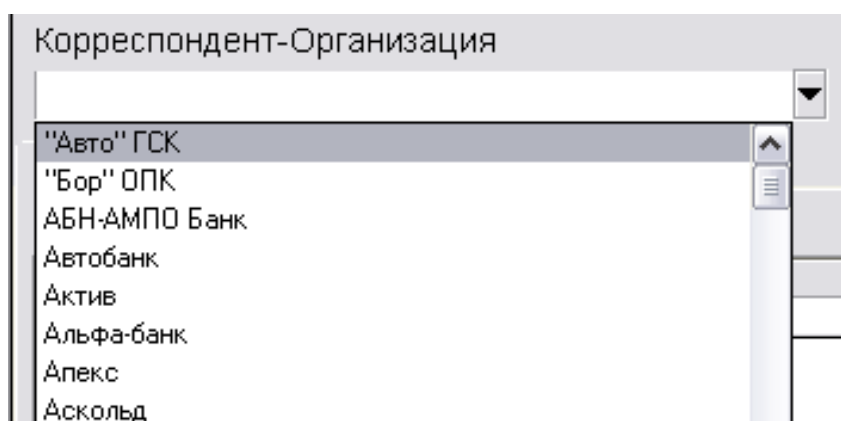 Корреспондент-Организация
"Авто" ГСК
"Бор" ОПК
АБН-АМПО Банк
Автобанк
Актив
Альфа-банк
Апекс
Аскольд